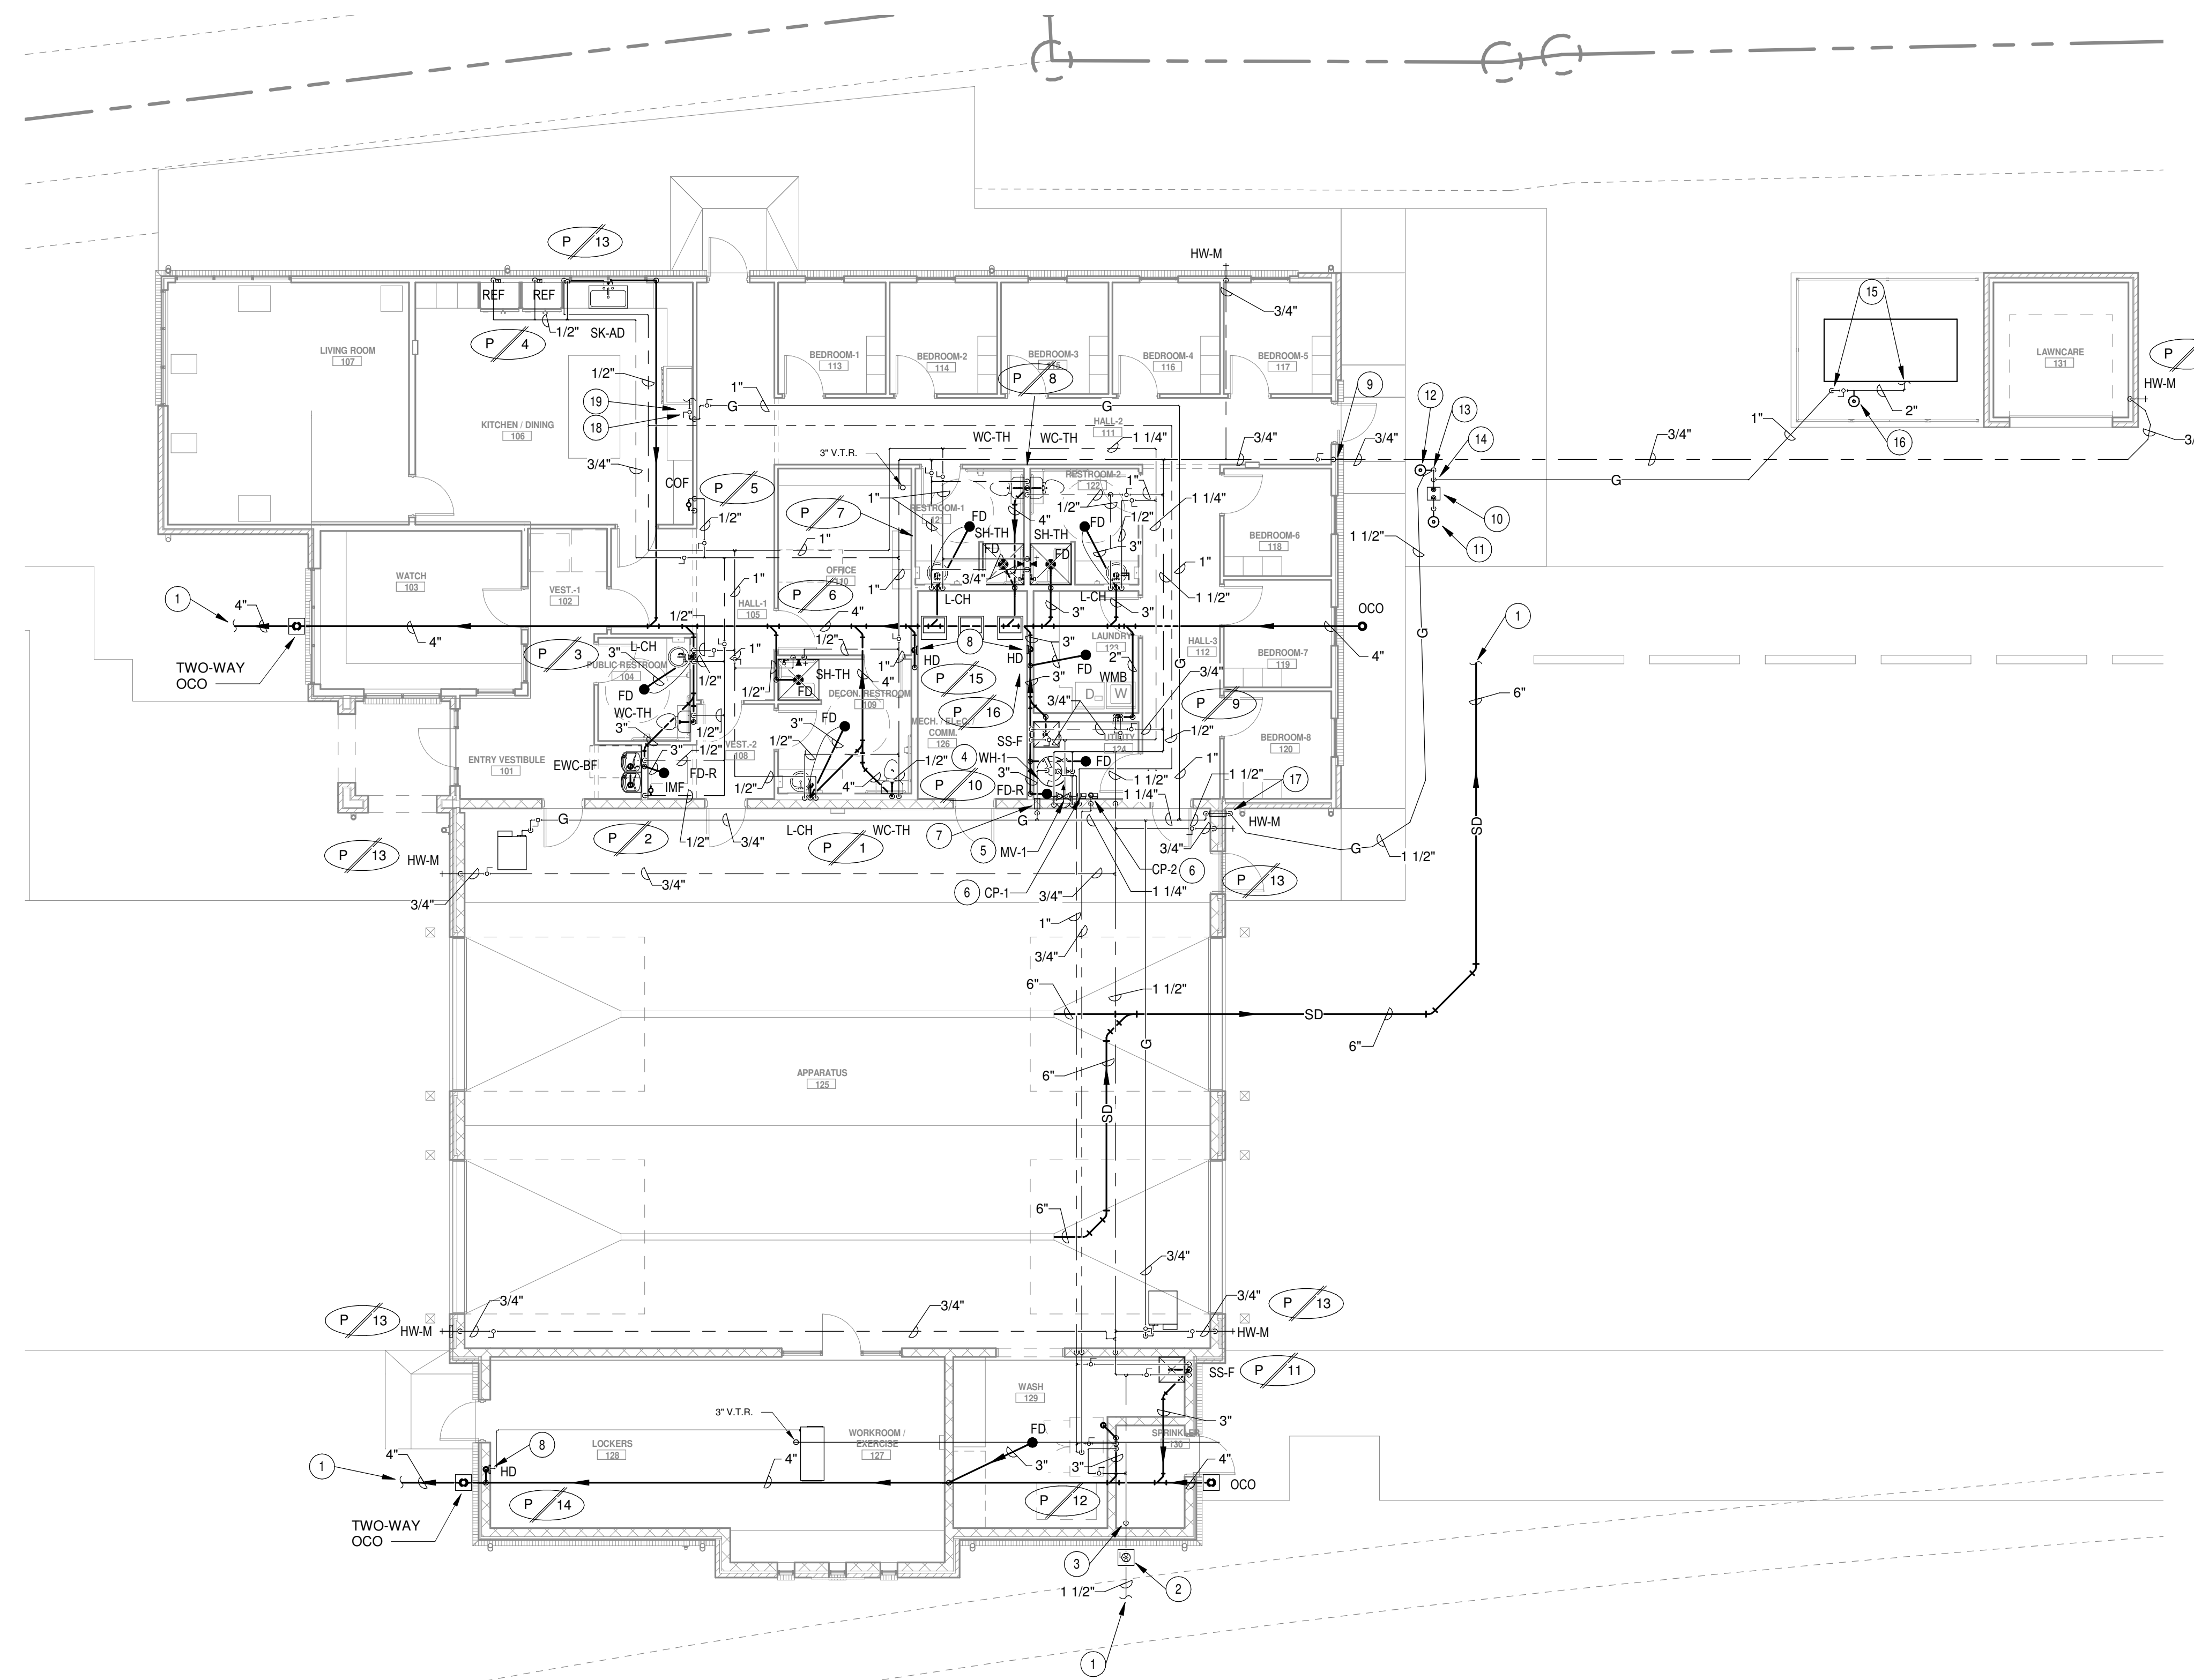 P 13
HW-M
3/4"
REF
REF
1/2"
SK-AD
P 4
LIVING ROOM
107
KITCHEN / DINING
106
1/2"
19
18
3/4"
COF
P 5
1/2"
1"
G
G
BEDROOM-1
113
BEDROOM-2
114
BEDROOM-3
P 8
BEDROOM-4
116
BEDROOM-5
117
HALL-2
111
9
12
13
14
10
11
15
16
2"
1"
3/4"
3/4"
3/4"
G
LAWNCARE
131
P
HW-M
3/
WC-TH
WC-TH
1 1/4"
3" V.T.R.
P 7
1"
RESTROOM-1
RESTROOM-2
122
1"
1/2"
1/2"
1 1/4"
4"
FD
FD
SH-TH
SH-TH
FD
FD
3"
3/4"
1 1/2"
1"
L-CH
L-CH
3"
3"
BEDROOM-6
118
1 1/2"
G
WATCH
103
VEST.-1
102
HALL-1
105
OFFICE
110
1"
1"
1"
P 6
4"
1/2"
1/2"
1
4"
4"
TWO-WAY
OCO
P 3
L-CH
3"
PUBLIC RESTROOM
104
FD
WC-TH
3"
1"
1/2"
1/2"
1/2"
SH-TH
FD
DECON. RESTROOM
109
4"
1"
HD
8
HD
3"
LAUNDRY
123
2"
FD
WMB
3"
D
W
3/4"
3/4"
HALL-3
112
G
BEDROOM-7
119
OCO
4"
1
6"
P 15
P 16
P 9
MECH. / ELEC.
COMM.
126
SS-F
UTILITY
124
1/2"
1"
BEDROOM-8
120
FD
3"
1/2"
VEST.-2
108
ENTRY VESTIBULE
101
EWC-BF
3"
1/2"
FD-R
IMF
1/2"
1/2"
4"
4
WH-1
3"
FD
FD-R
1 1/2"
1 1/4"
1 1/2"
17
P 10
G
P 2
1/2"
3/4"
L-CH
WC-TH
P 1
7
G
5
MV-1
3/4"
HW-M
G
1 1/2"
P 13
HW-M
3/4"
3/4"
6
CP-1
3/4"
CP-2
6
1 1/4"
P 13
1"
3/4"
6"
1 1/2"
SD
SD
6"
G
6"
APPARATUS
125
SD
6"
3/4"
P 13
HW-M
3/4"
3/4"
3/4"
P 13
HW-M
SS-F
P 11
WASH
129
3"
3" V.T.R.
LOCKERS
128
WORKROOM /
EXERCISE
127
FD
3"
SPRINKLER
130
3"
4"
OCO
1
4"
8
HD
4"
P 14
P 12
TWO-WAY
OCO
3
2
1 1/2"
1